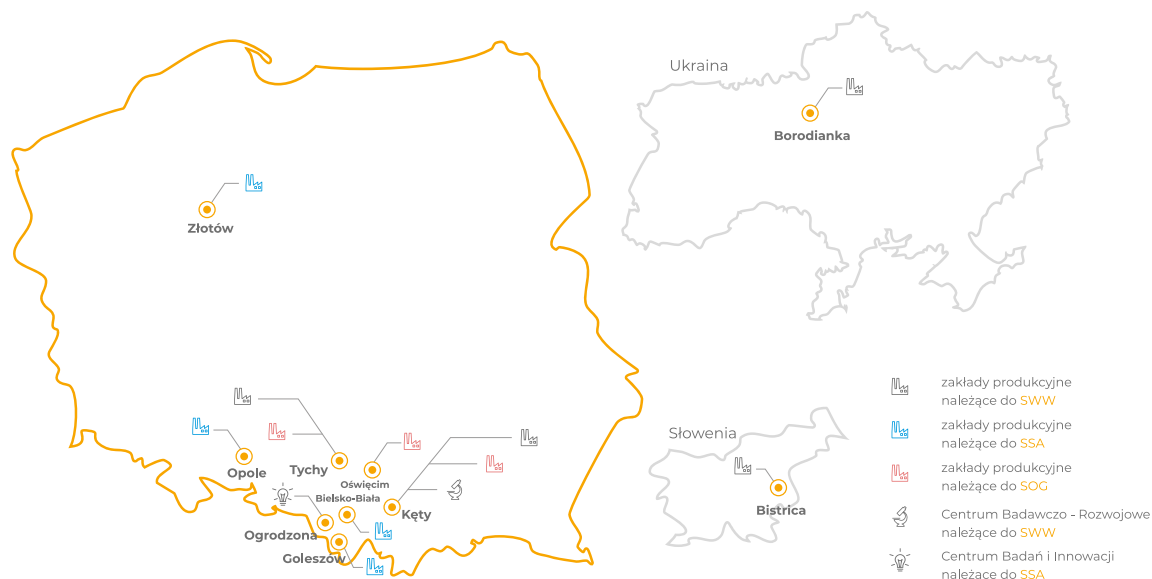 Złotów
Opole
Tychy
Oświęcim
Bielsko-Biała
Kęty
Ogrodzona
Goleszów
Ukraina
Borodianka
Słowenia
Bistrica
zakłady produkcyjne
należące do SWW
zakłady produkcyjne
należące do SSA
zakłady produkcyjne
należące do SOG
Centrum Badawczo - Rozwojowe
należące do SWW
Centrum Badań i Innowacji
należące do SSA